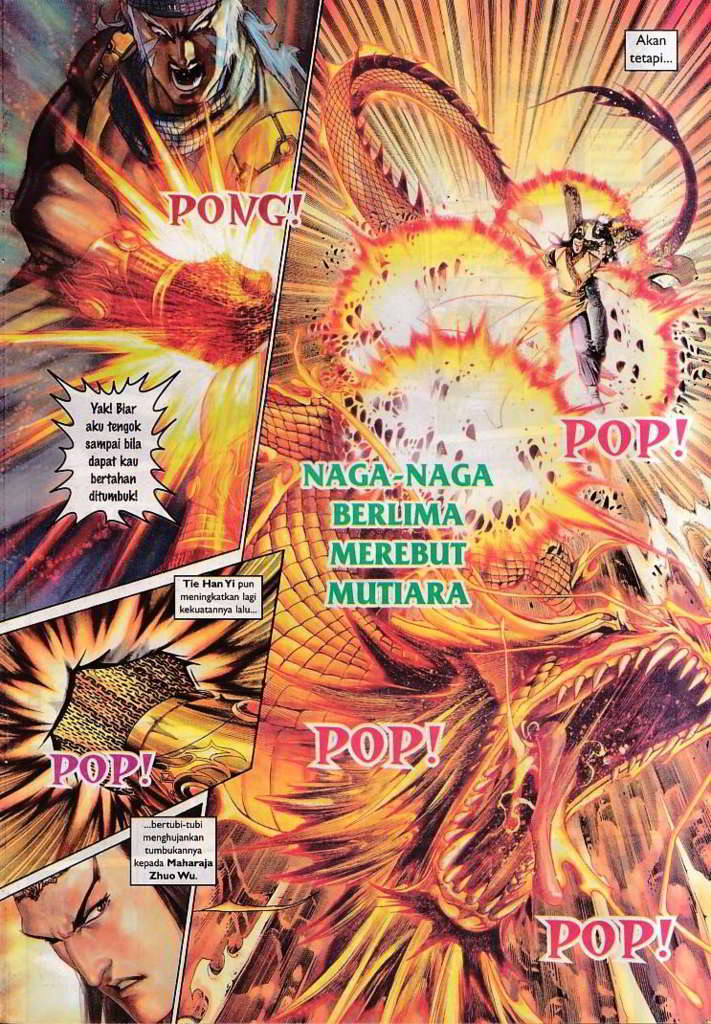 PONG!
Yak! Biar
aku tengok
sampai bila
dapat kau
bertahan
ditumbuk!
Tie Han Yi pun
meningkatkan lagi
kekuatannya lalu...
POP!
...bertubi-tubi
menghujankan
tumbukannya
kepada Maharaja
Zhuo Wu.
Akan
tetapi...
POP!
NAGA-NAGA
BERLIMA
MEREBUT
MUTIARA
POP!
POP!